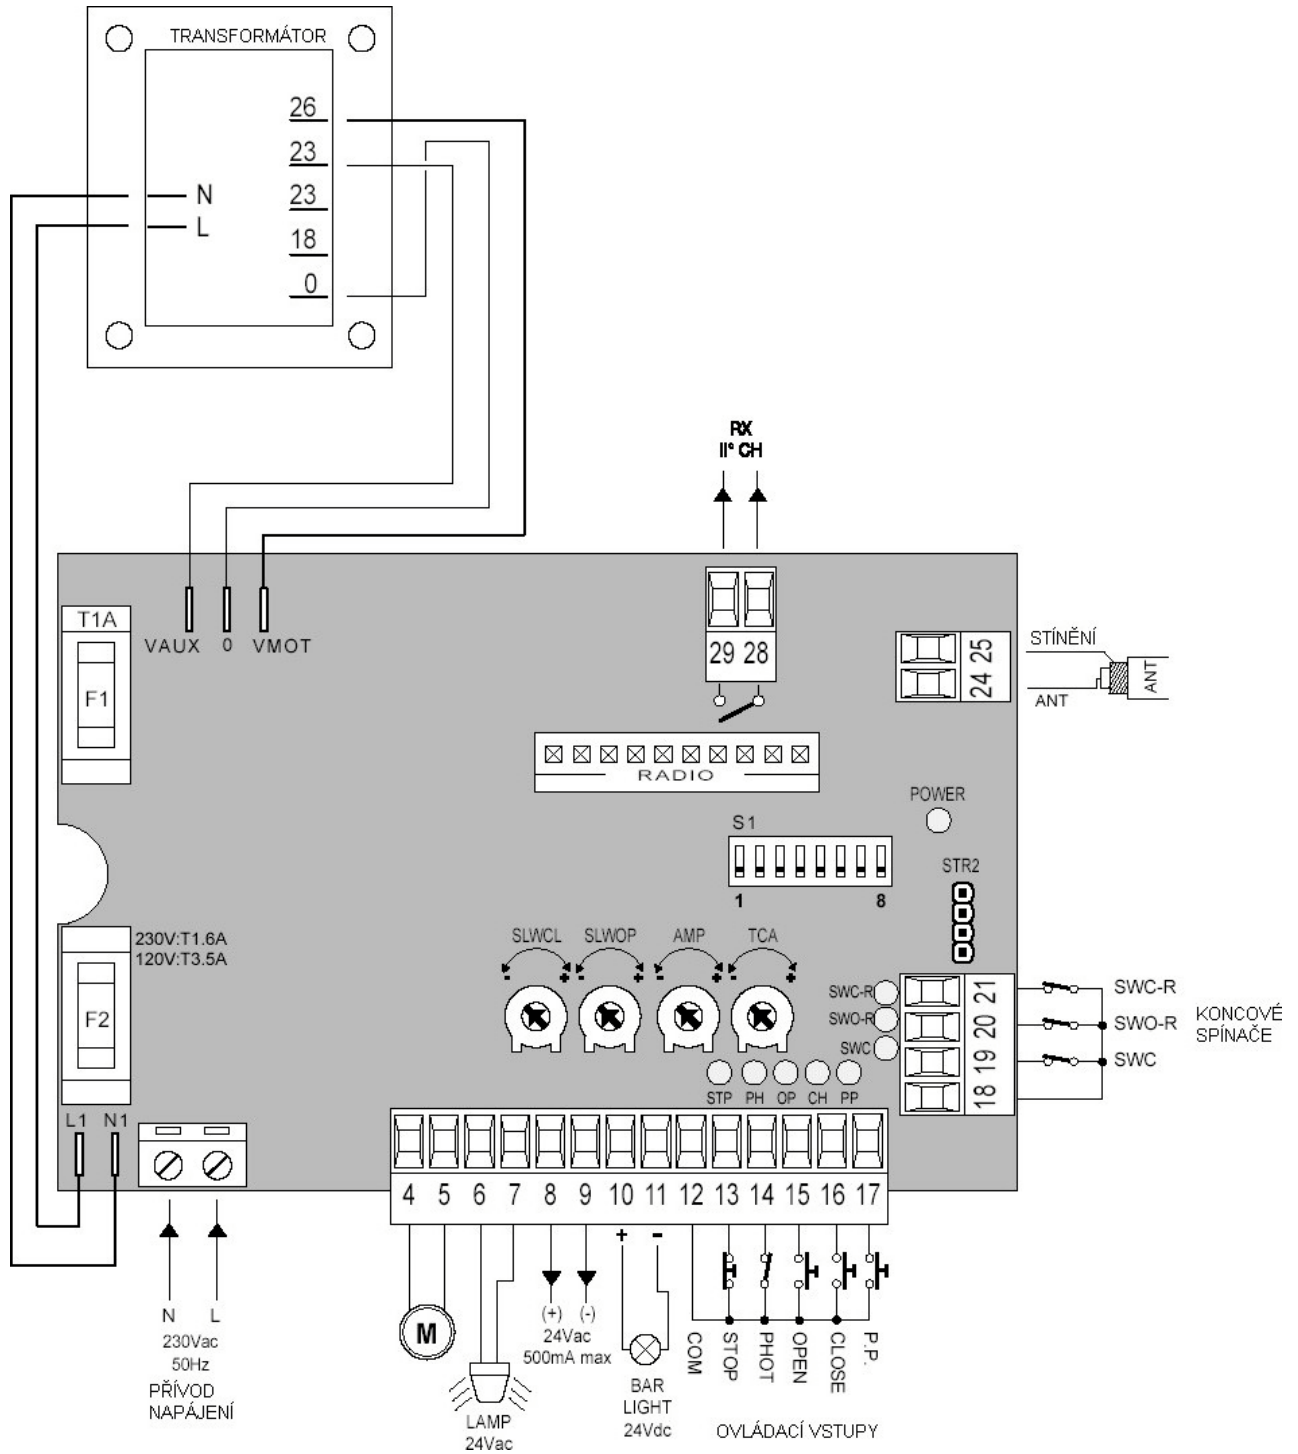 TRANSFORMÁTOR
26
23
23
18
0
N
L
RX
II° CH
T1A
F1
VAUX 0 VMOT
29 28
25
24
STÍNĚNÍ
ANT
ANT
RADIO
POWER
S1
1 8
STR2
230V:T1.6A
120V:T3.5A
F2
SLWCL SLWOP AMP TCA
- + - + - + - +
SWC-R
SWO-R
SWC
21
20
19
18
SWC-R
SWO-R
SWC
KONCOVÉ
SPÍNAČE
STP PH OP CH PP
L1 N1
4 5 6 7 8 9 10 11 12 13 14 15 16 17
+ -
N L
230Vac
50Hz
PŘÍVOD
NAPÁJENÍ
M
LAMP
24Vac
(+) (-)
24Vac
500mA max
BAR
LIGHT
24Vdc
COM
STOP
PHOT
OPEN
CLOSE
P.P.
OVLÁDACÍ VSTUPY